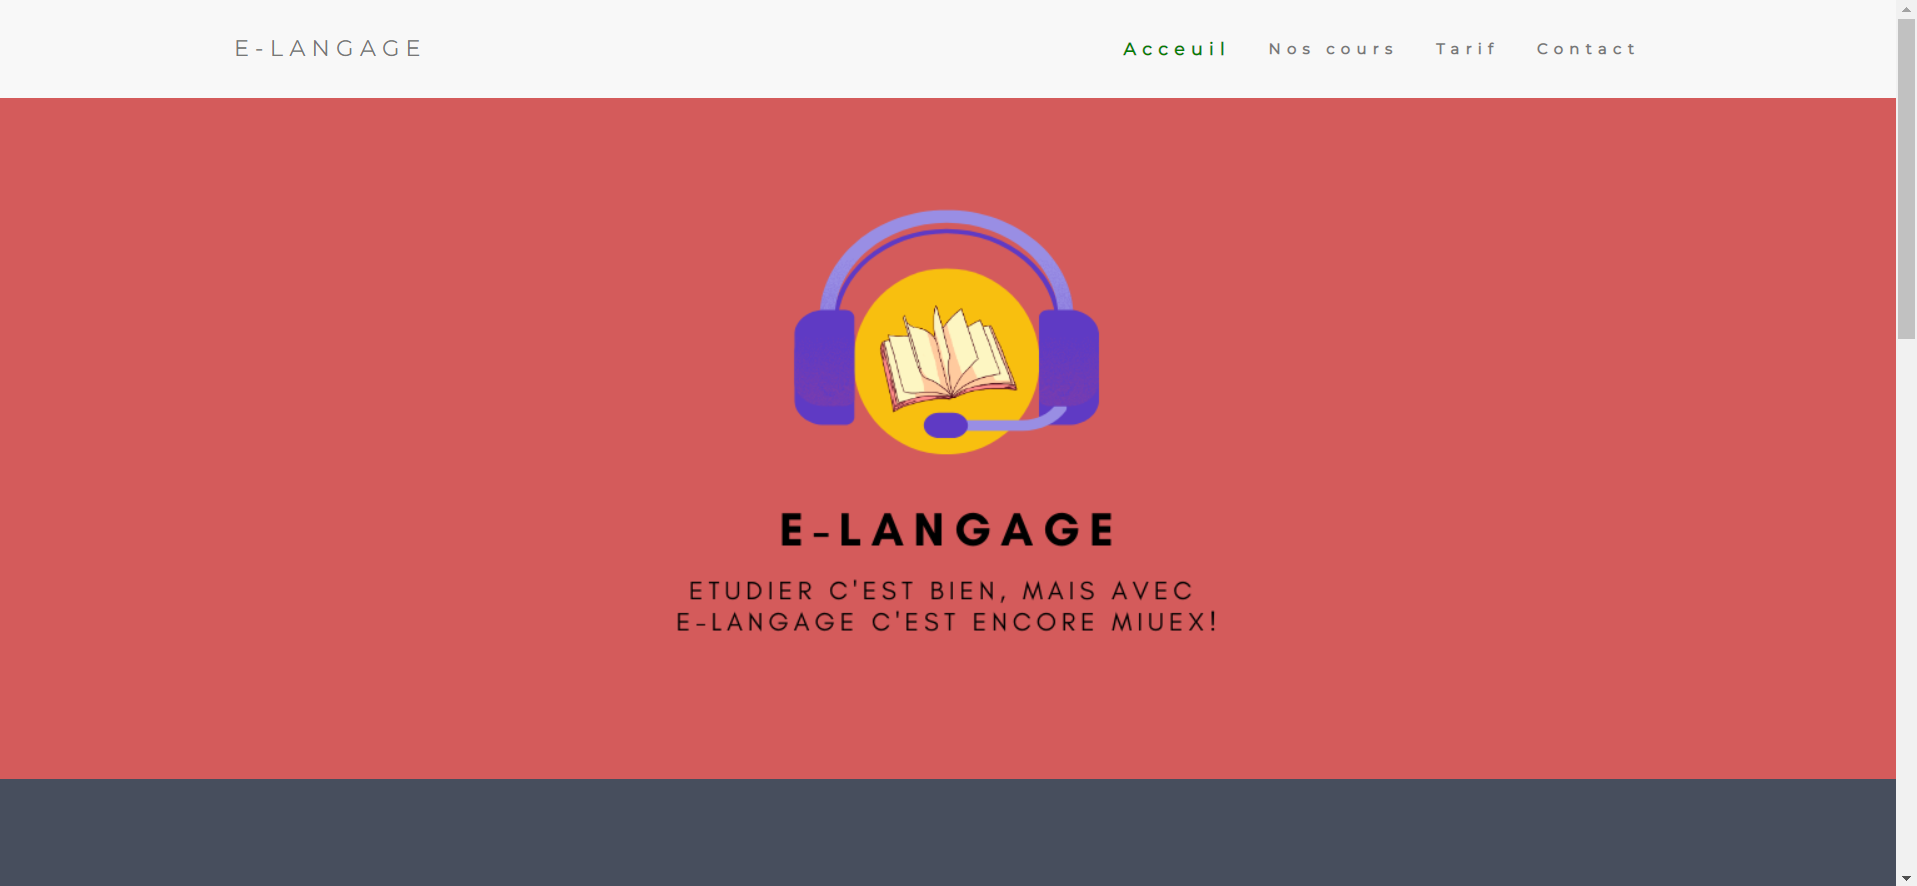 E-LANGAGE
Acceuil Nos cours Tarif Contact
E-LANGAGE
ETUDIER C'EST BIEN, MAIS AVEC
E-LANGAGE C'EST ENCORE MIUEX!